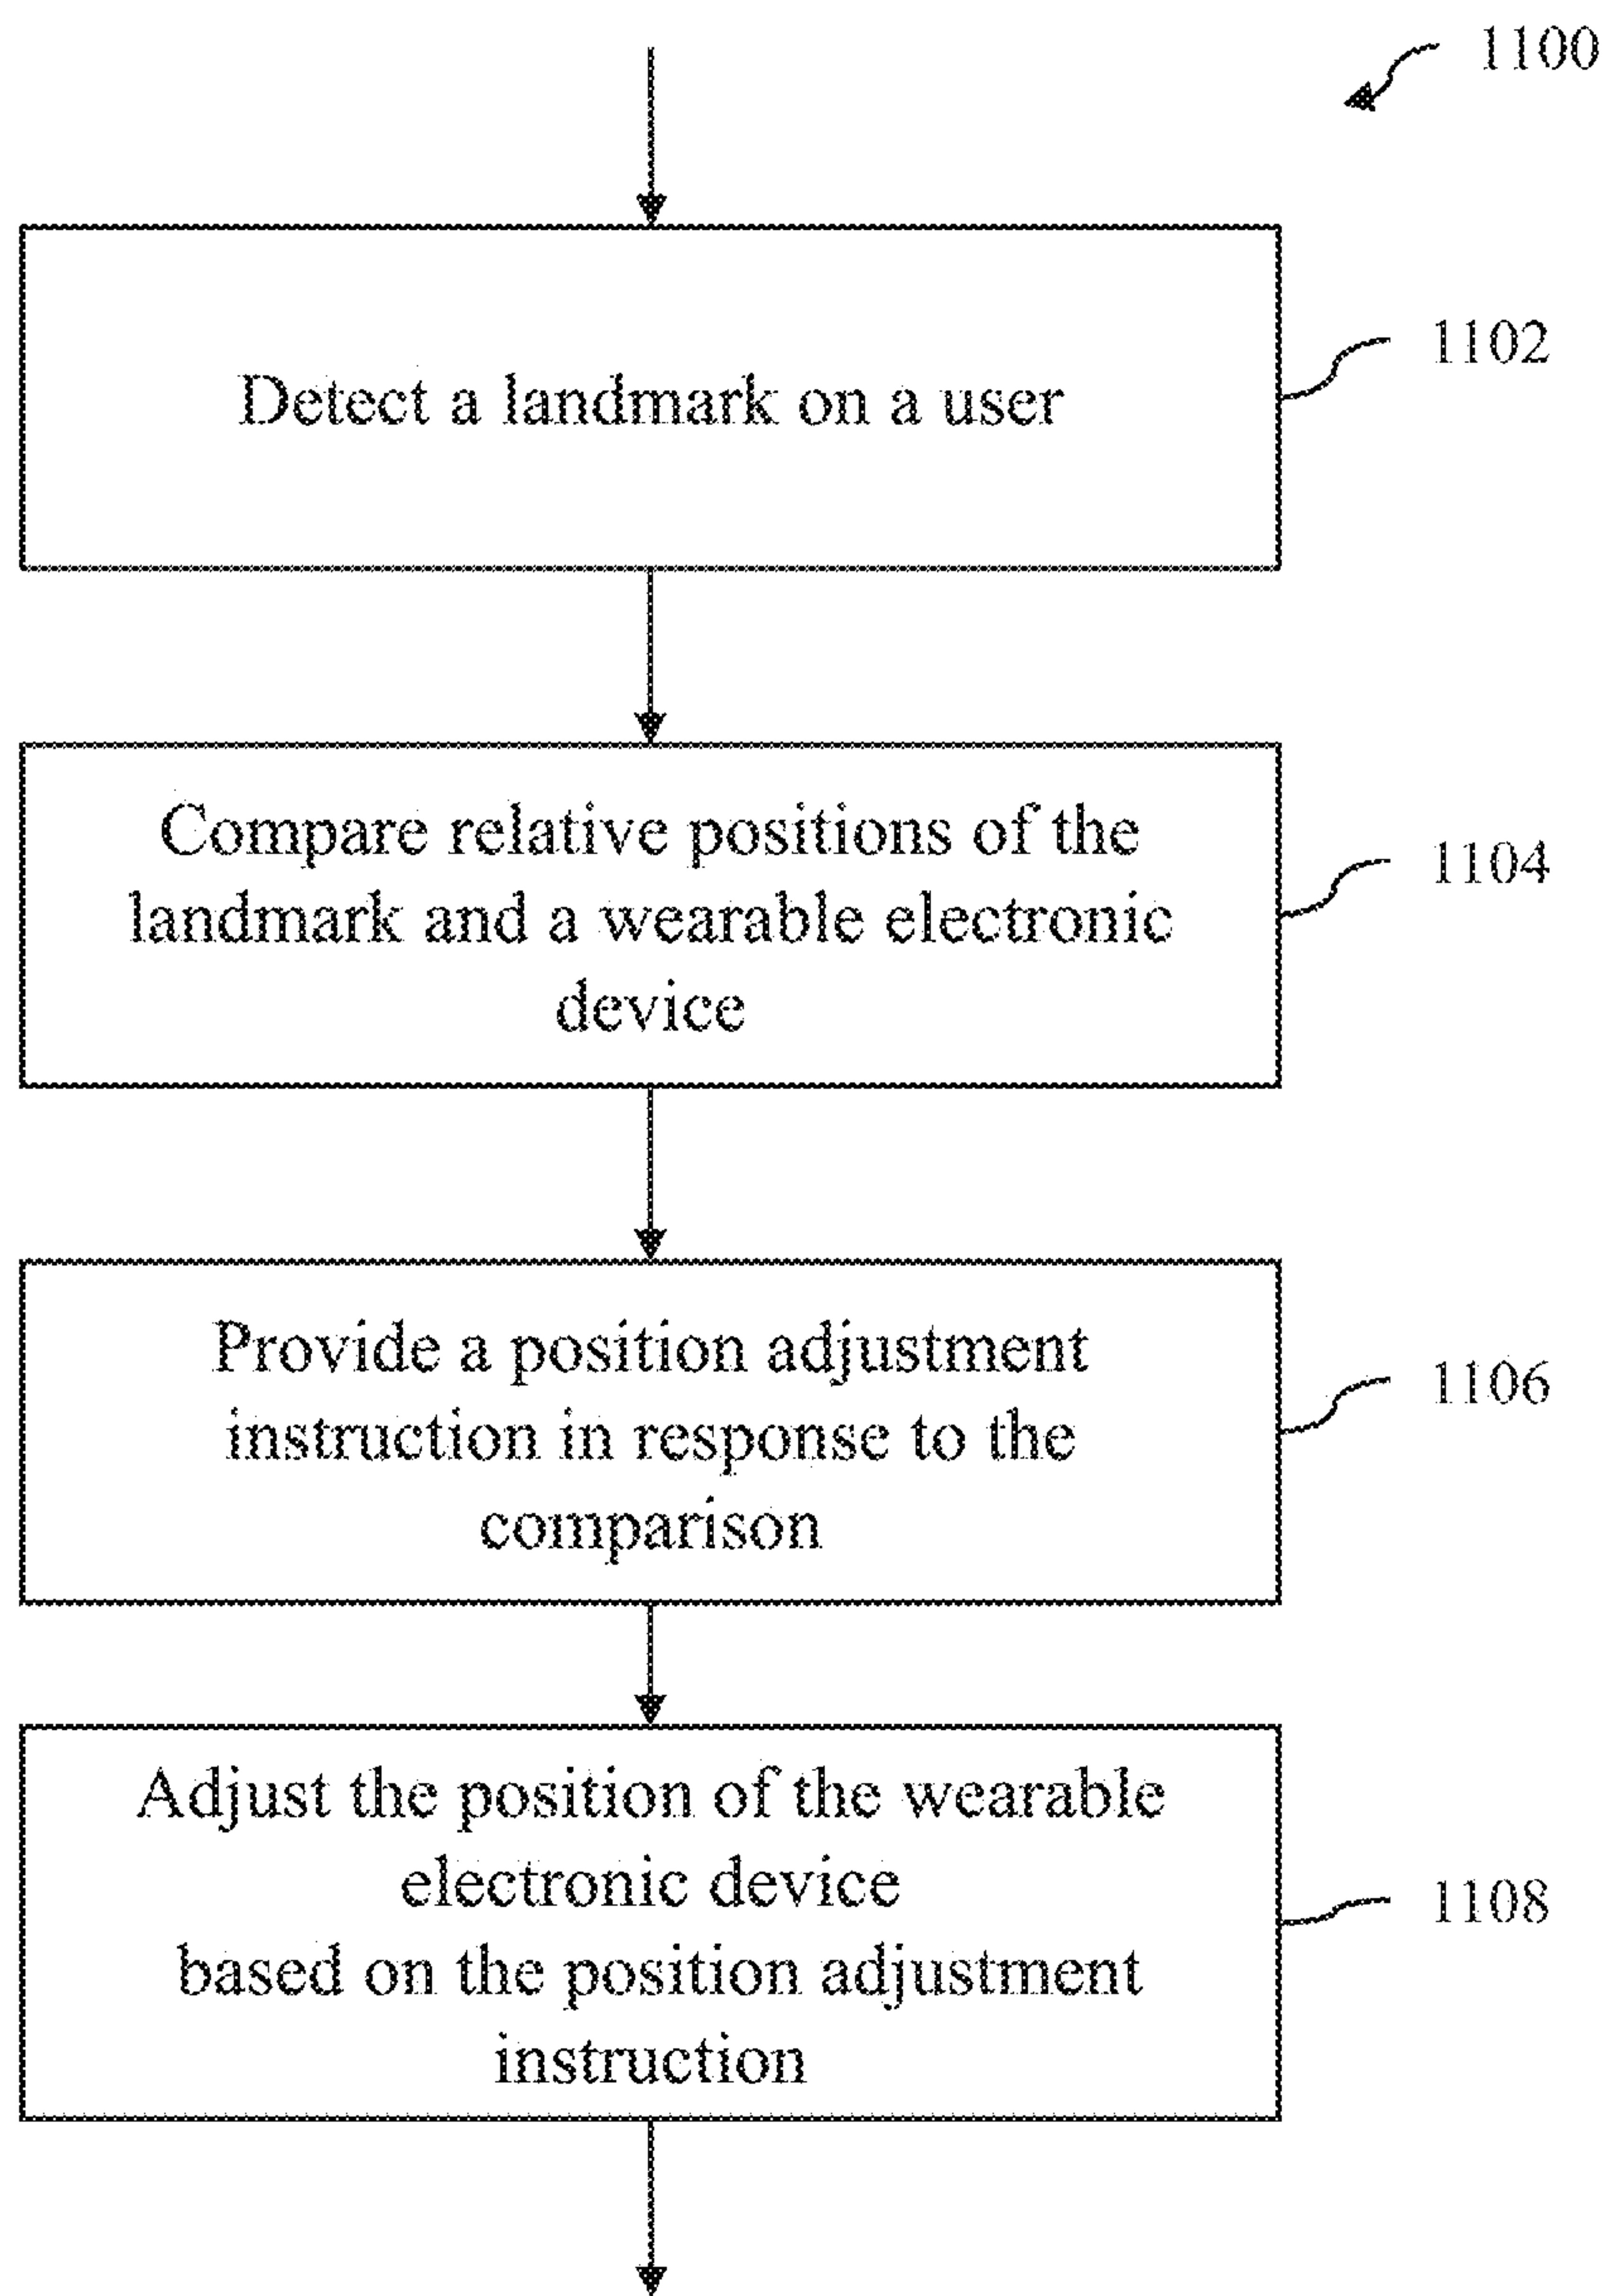 1100
Detect a landmark on a user
1102
Compare relative positions of the
landmark and a wearable electronic
device
1104
Provide a position adjustment
instruction in response to the
comparison
1106
Adjust the position of the wearable
electronic device
based on the position adjustment
instruction
1108